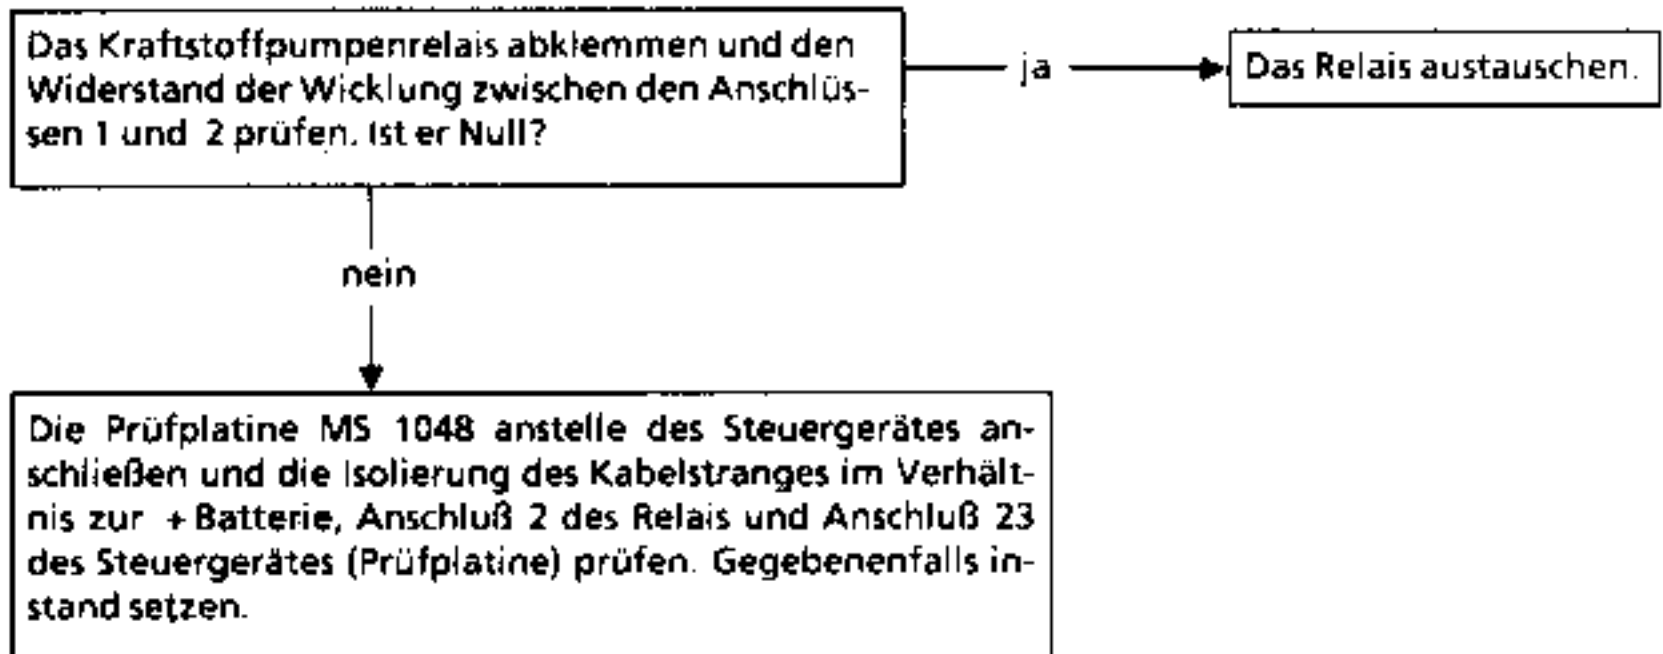 Das Kraftstoffpumpenrelais abklemmen und den
Widerstand der Wicklung zwischen den Anschlüs-
sen 1 und 2 prüfen. Ist er Null?
ja
Das Relais austauschen.
nein
Die Prüfplatine MS 1048 anstelle des Steuergerätes an-
schließen und die Isolierung des Kabelstranges im Verhält-
nis zur + Batterie, Anschluß 2 des Relais und Anschluß 23
des Steuergerätes (Prüfplatine) prüfen. Gegebenenfalls in-
stand setzen.